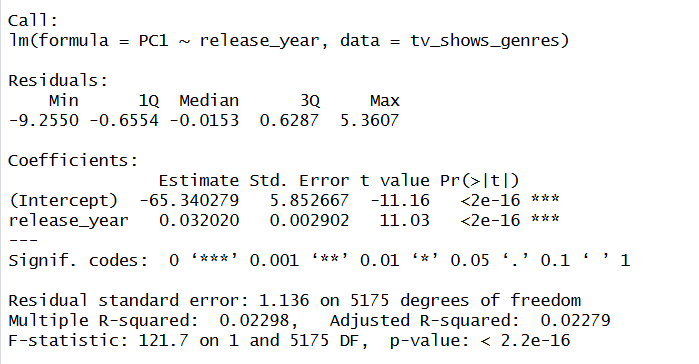 Call:
lm(formula = PC1 ~ release_year, data = tv_shows_genres)
Residuals:
    Min      1Q  Median      3Q     Max
-9.2550 -0.6554 -0.0153  0.6287  5.3607
Coefficients:
              Estimate Std. Error t value Pr(>|t|)
(Intercept)  -65.340279   5.852667  -11.16   <2e-16 ***
release_year   0.032020   0.002902   11.03   <2e-16 ***
---
Signif. codes:  0 ‘***’ 0.001 ‘**’ 0.01 ‘*’ 0.05 ‘.’ 0.1 ‘ ’ 1
Residual standard error: 1.136 on 5175 degrees of freedom
Multiple R-squared:  0.02298,   Adjusted R-squared:  0.02279
F-statistic: 121.7 on 1 and 5175 DF,  p-value: < 2.2e-16